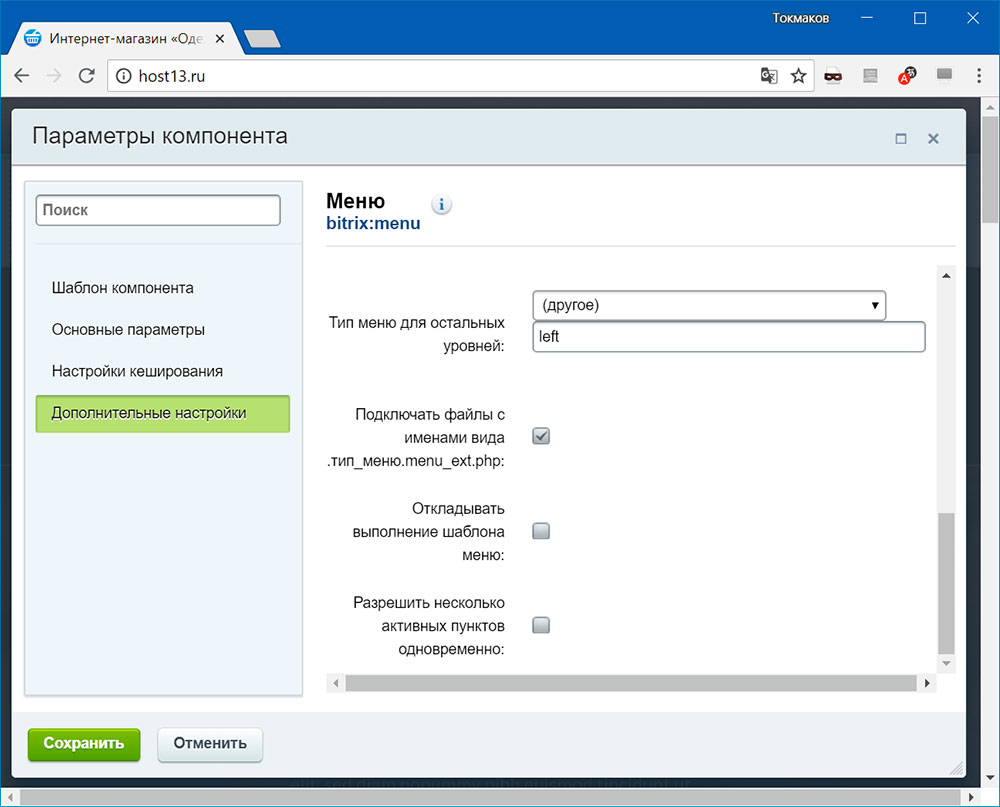 Токмаков
Интернет-магазин «Оде
host13.ru
Параметры компонента
Поиск
Шаблон компонента
Основные параметры
Настройки кеширования
Дополнительные настройки
Меню
bitrix:menu
Тип меню для остальных
уровней:
(другое)
left
Подключать файлы с
именами вида
.тип_меню.menu_ext.php:
Откладывать
выполнение шаблона
меню:
Разрешить несколько
активных пунктов
одновременно:
Сохранить
Отменить